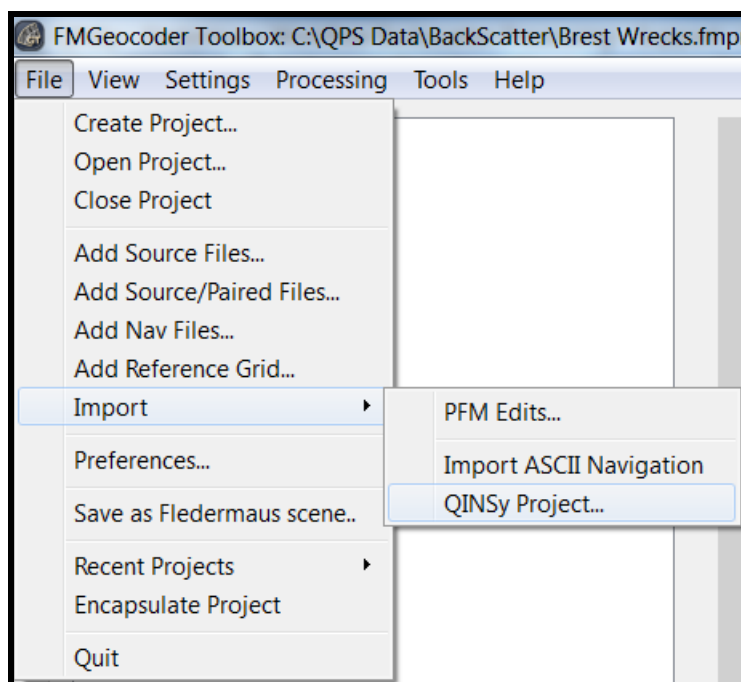 FMGeocoder Toolbox: C:\QPS Data\BackScatter\Brest Wrecks.fmp
File View Settings Processing Tools Help
Create Project...
Open Project...
Close Project
Add Source Files...
Add Source/Paired Files...
Add Nav Files...
Add Reference Grid...
Import
PFM Edits...
Import ASCII Navigation
QINSy Project...
Preferences...
Save as Fledermaus scene..
Recent Projects
Encapsulate Project
Quit